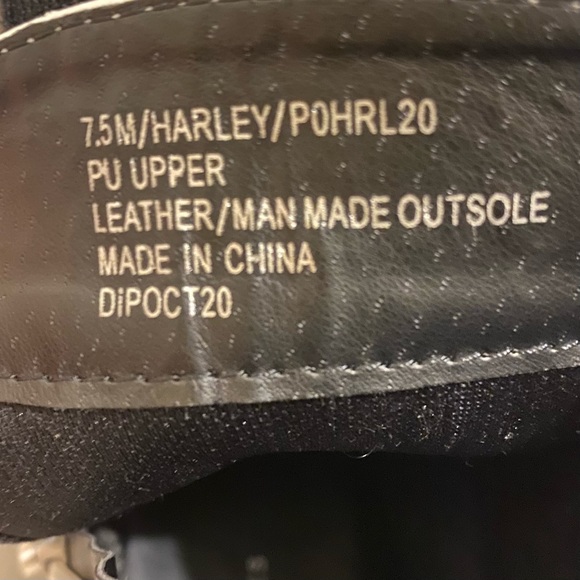 7.5M/HARLEY/P0HRL20
PU UPPER
LEATHER/MAN MADE OUTSOLE
MADE IN CHINA
DiPOCT20